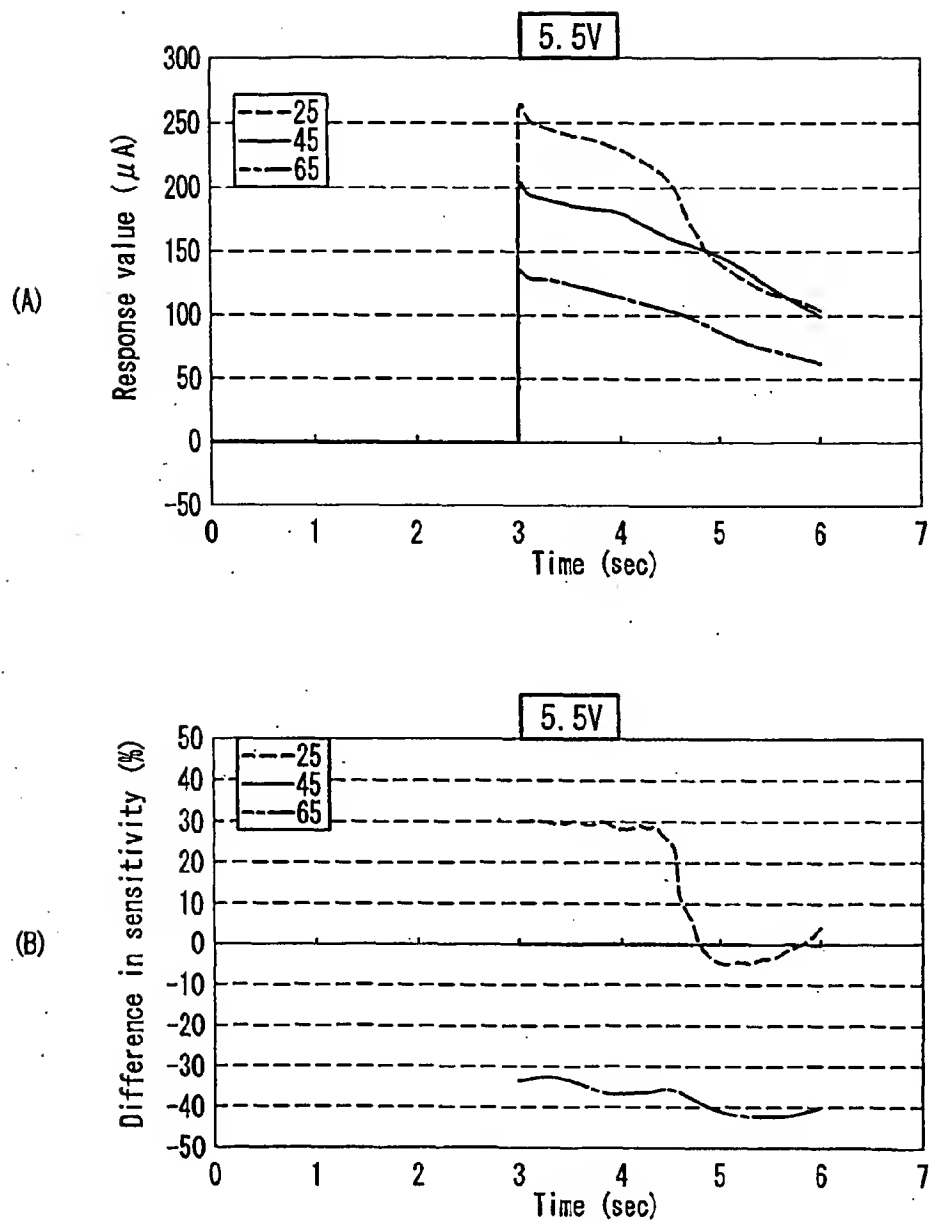 (A)
5.5V
Response value (μA)
300
250
200
150
100
50
0
-50
25
45
65
0 1 2 3 4 5 6 7
Time (sec)
(B)
5.5V
Difference in sensitivity (%)
50
40
30
20
10
0
-10
-20
-30
-40
-50
25
45
65
0 1 2 3 4 5 6 7
Time (sec)